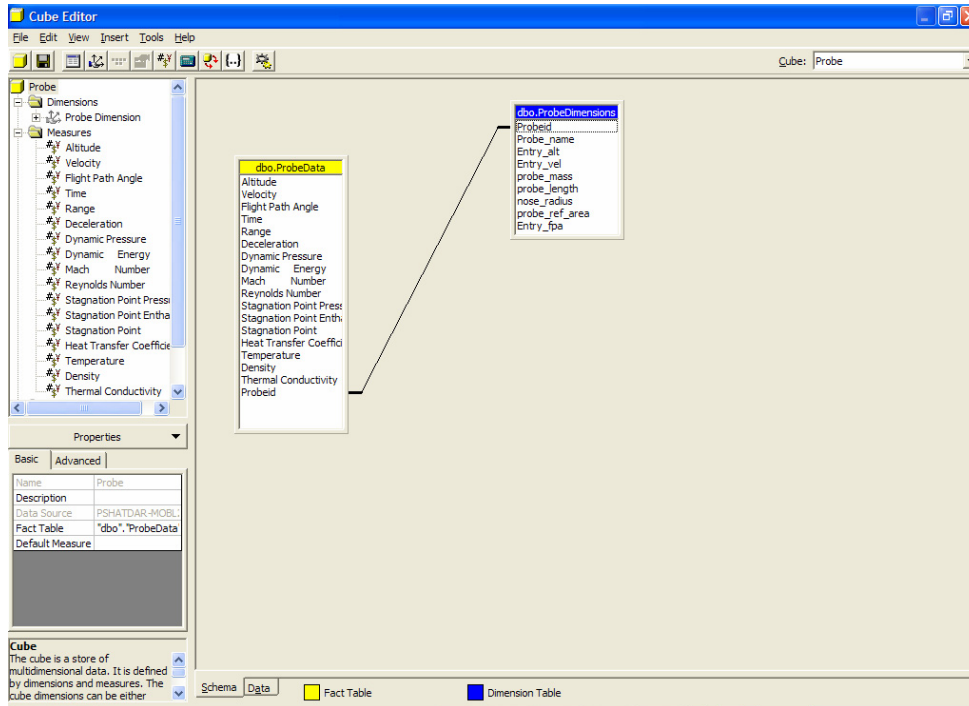 Cube Editor
File Edit View Insert Tools Help
Cube: Probe
Probe
Dimensions
Probe Dimension
Measures
Altitude
Velocity
Flight Path Angle
Time
Range
Deceleration
Dynamic Pressure
Dynamic Energy
Mach Number
Reynolds Number
Stagnation Point Pressu
Stagnation Point Entha
Stagnation Point
Heat Transfer Coefficie
Temperature
Density
Thermal Conductivity
Properties
Basic Advanced
Name Probe
Description
Data Source PSHATDAR-MOBL
Fact Table "dbo"."ProbeData
Default Measure
Cube
The cube is a store of
multidimensional data. It is defined
by dimensions and measures. The
cube dimensions can be either
dbo.ProbeData
Altitude
Velocity
Flight Path Angle
Time
Range
Deceleration
Dynamic Pressure
Dynamic Energy
Mach Number
Reynolds Number
Stagnation Point Press
Stagnation Point Entha
Stagnation Point
Heat Transfer Coeffici
Temperature
Density
Thermal Conductivity
Probeid
dbo.ProbeDimensions
Probeid
Probe_name
Entry_alt
Entry_vel
probe_mass
probe_length
nose_radius
probe_ref_area
Entry_fpa
Schema Data Fact Table Dimension Table